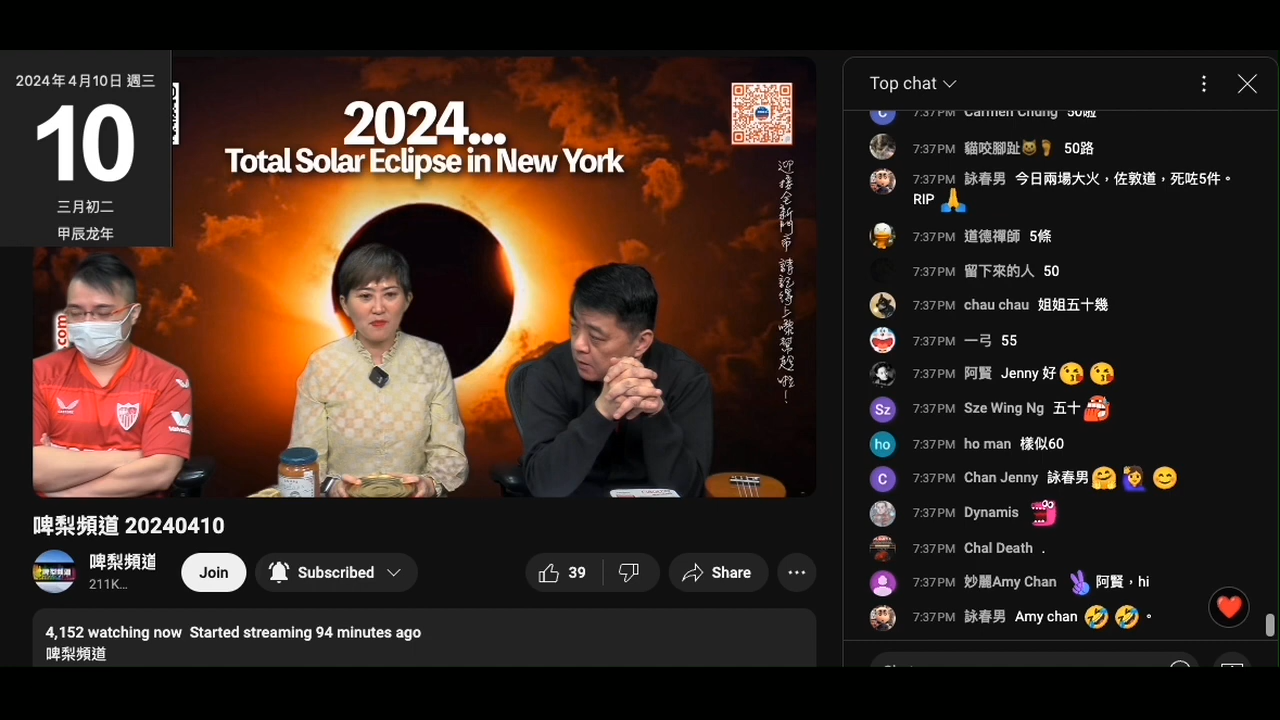 2024年4月10日 週三
10
三月初二
甲辰龙年
2024...
Total Solar Eclipse in New York
.com
啤梨頻道 20240410
啤梨頻道
211K...
Join
Subscribed
39
Share
4,152 watching now Started streaming 94 minutes ago
啤梨頻道
Top chat
7:37PM Carmen Chung 50啦
7:37PM 貓咬腳趾😺🦶 50路
7:37PM 詠春男 今日兩場大火，佐敦道，死咗5件。
RIP 🙏
7:37PM 道德禪師 5條
7:37PM 留下來的人 50
7:37PM chau chau 姐姐五十幾
7:37PM 一弓 55
7:37PM 阿賢 Jenny 好 😘 😘
Sz 7:37PM Sze Wing Ng 五十
ho 7:37PM ho man 樣似60
C 7:37PM Chan Jenny 詠春男 🤗 🙋‍♀️ 😊
7:37PM Dynamis
7:37PM Chal Death .
7:37PM 妙麗Amy Chan ✌ 阿賢，hi
7:37PM 詠春男 Amy chan 🤣 🤣 。